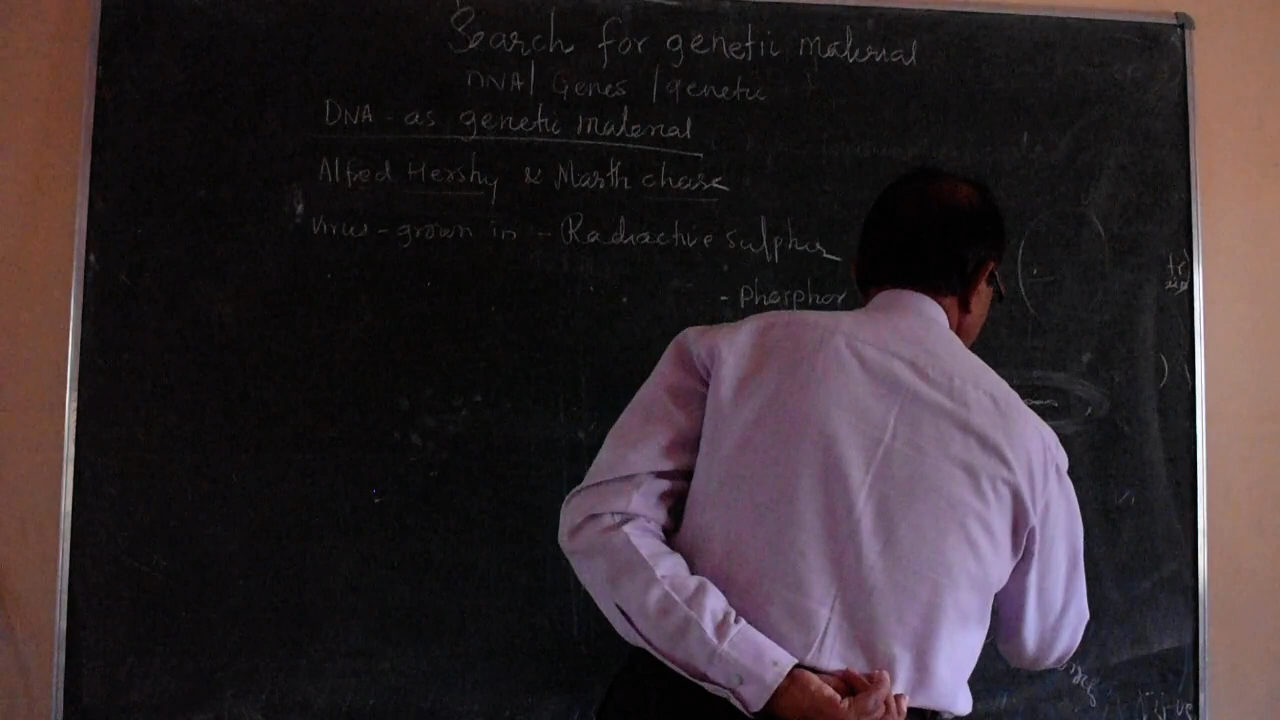 Search for genetic material
DNA/ Genes / genetic
DNA - as genetic material
Alfred Hershy & Marth chase
Virus - grown in - Radiactive sulphur
- phosphor